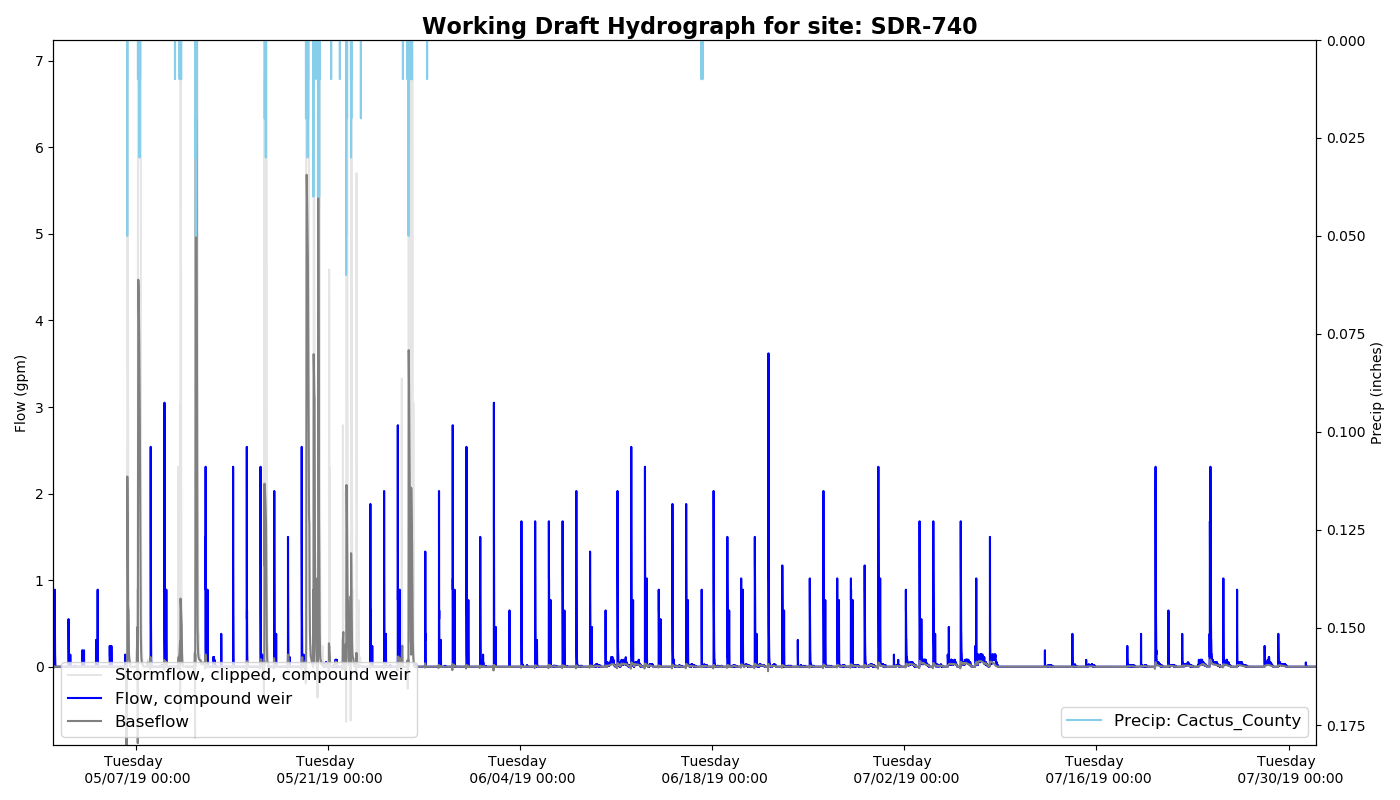 Working Draft Hydrograph for site: SDR-740
7
6
5
4
3
2
1
0
Flow (gpm)
0.000
0.025
0.050
0.075
0.100
0.125
0.150
0.175
Precip (inches)
Stormflow, clipped, compound weir
Flow, compound weir
Baseflow
Precip: Cactus_County
Tuesday
05/07/19 00:00
Tuesday
05/21/19 00:00
Tuesday
06/04/19 00:00
Tuesday
06/18/19 00:00
Tuesday
07/02/19 00:00
Tuesday
07/16/19 00:00
Tuesday
07/30/19 00:00